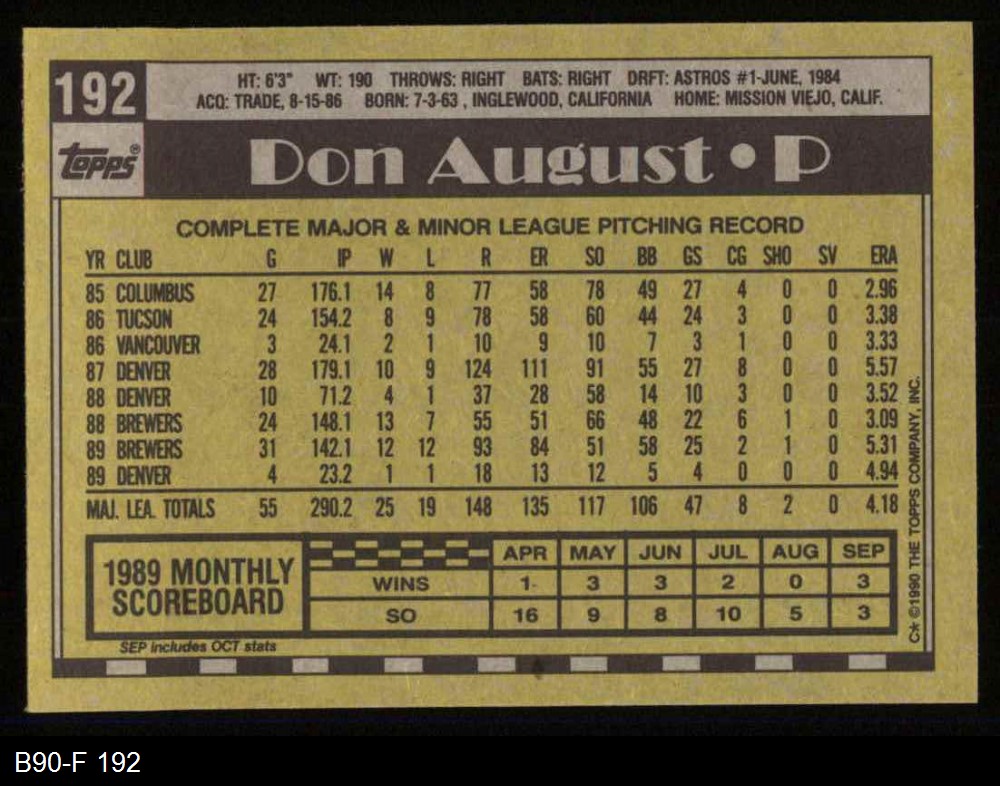 192
HT: 6'3" WT: 190 THROWS: RIGHT BATS: RIGHT DRFT: ASTROS #1-JUNE, 1984
ACQ: TRADE, 8-15-86 BORN: 7-3-63 , INGLEWOOD, CALIFORNIA HOME: MISSION VIEJO, CALIF.
TOPPS®
Don August • P
COMPLETE MAJOR & MINOR LEAGUE PITCHING RECORD
YR CLUB G IP W L R ER SO BB GS CG SHO SV ERA
85 COLUMBUS 27 176.1 14 8 77 58 78 49 27 4 0 0 2.96
86 TUCSON 24 154.2 8 9 78 58 60 44 24 3 0 0 3.38
86 VANCOUVER 3 24.1 2 1 10 9 10 7 3 1 0 0 3.33
87 DENVER 28 179.1 10 9 124 111 91 55 27 8 0 0 5.57
88 DENVER 10 71.2 4 1 37 28 58 14 10 3 0 0 3.52
88 BREWERS 24 148.1 13 7 55 51 66 48 22 6 1 0 3.09
89 BREWERS 31 142.1 12 12 93 84 51 58 25 2 1 0 5.31
89 DENVER 4 23.2 1 1 18 13 12 5 4 0 0 0 4.94
MAJ. LEA. TOTALS 55 290.2 25 19 148 135 117 106 47 8 2 0 4.18
1989 MONTHLY
SCOREBOARD
APR MAY JUN JUL AUG SEP
WINS 1 3 3 2 0 3
SO 16 9 8 10 5 3
SEP includes OCT stats
C* ©1990 THE TOPPS COMPANY, INC.
B90-F 192